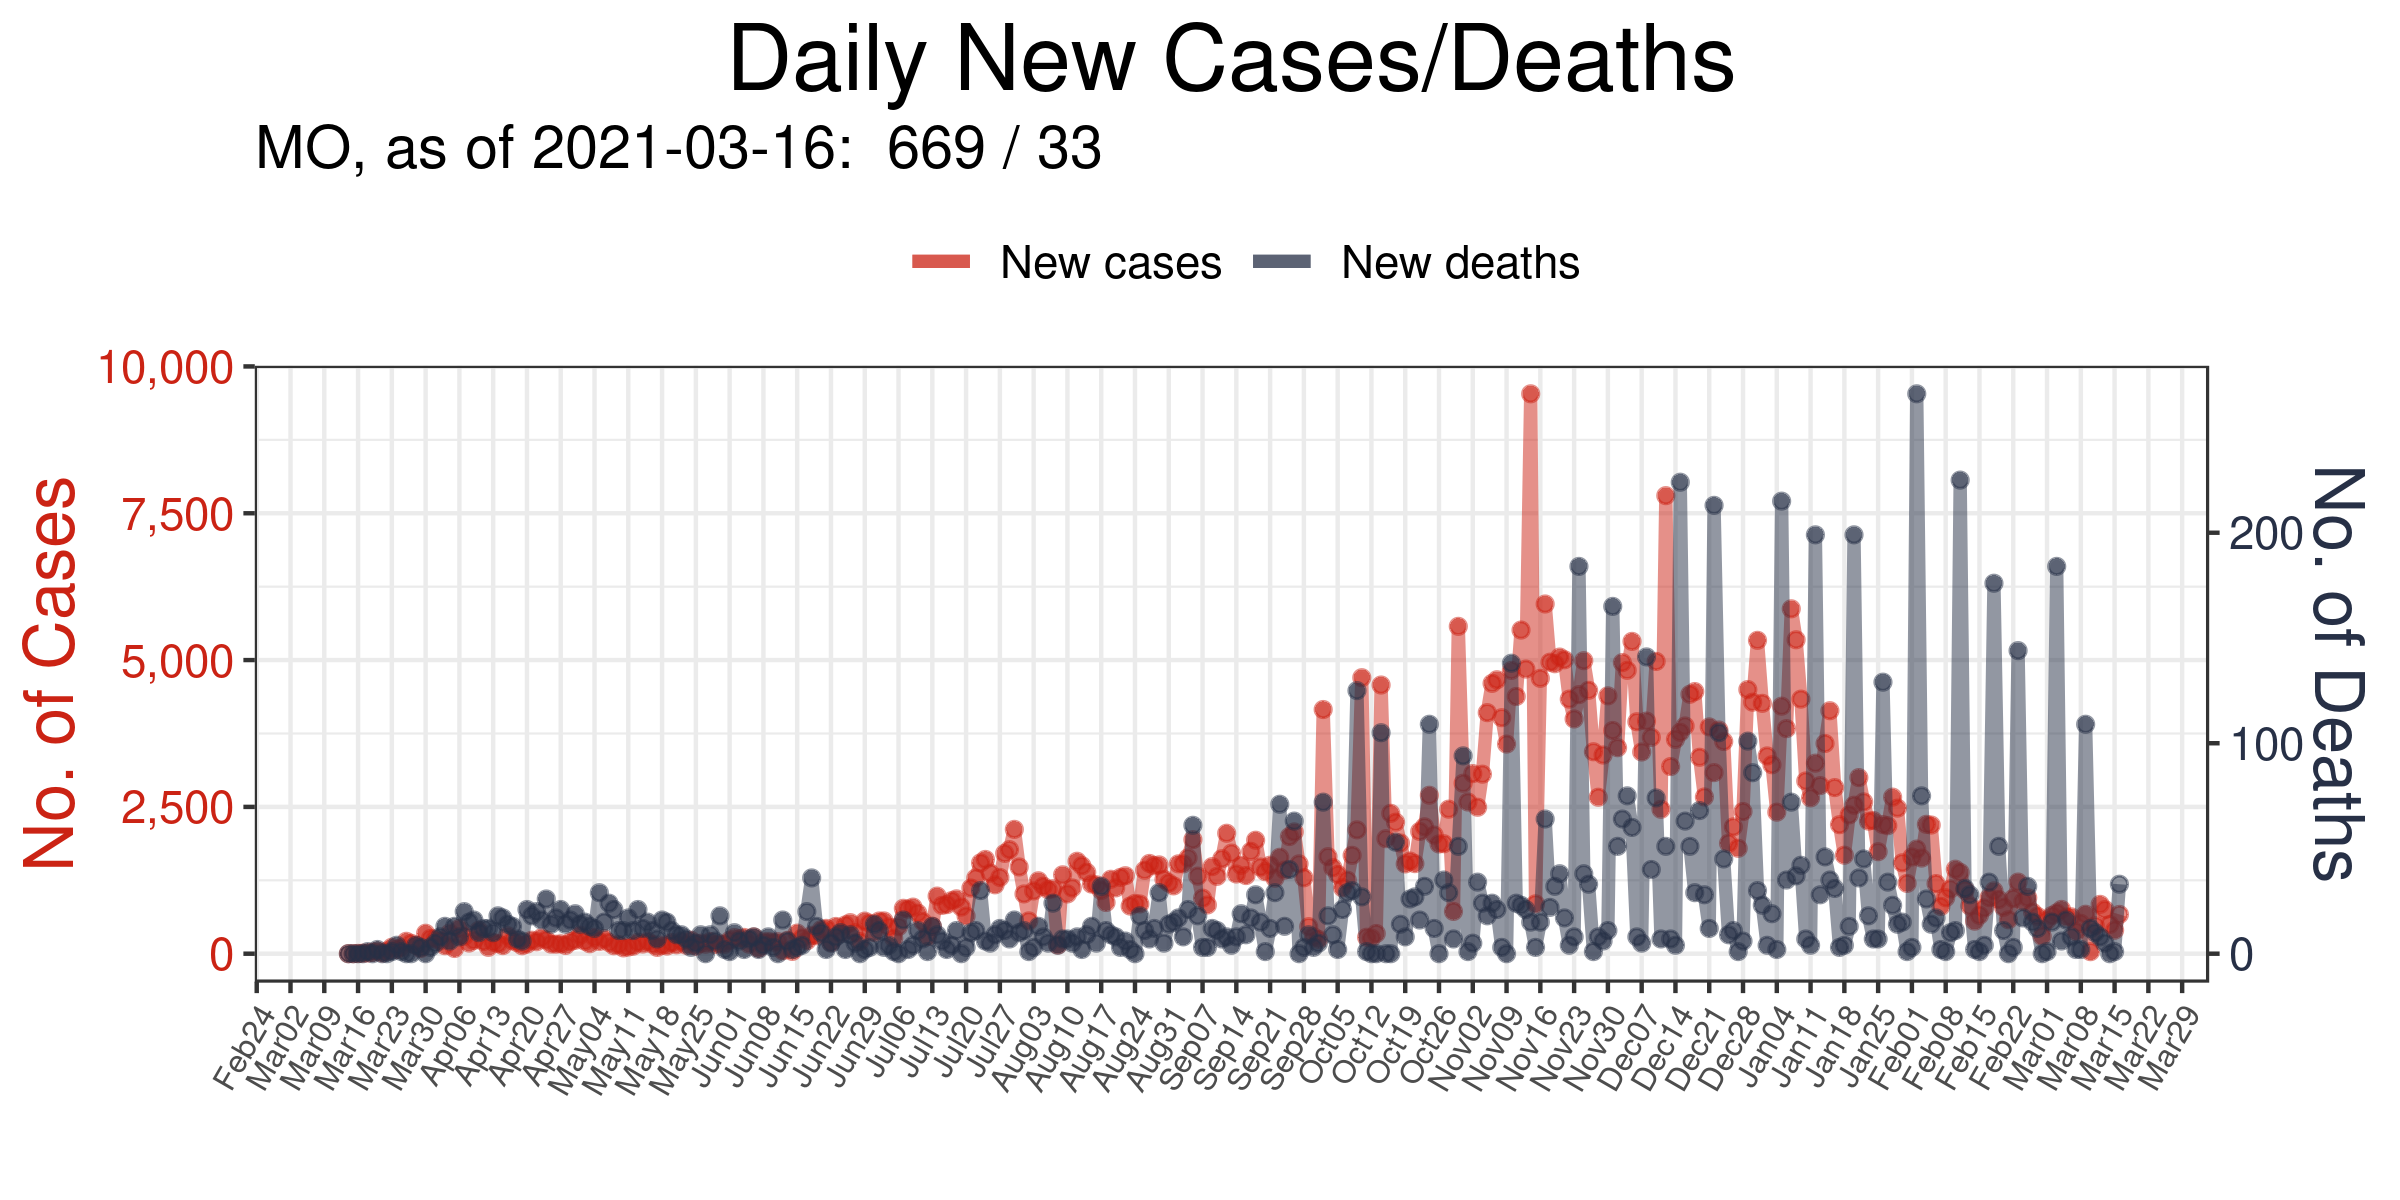 Daily New Cases/Deaths
MO, as of 2021-03-16:  669 / 33
New cases New deaths
No. of Cases
10,000
7,500
5,000
2,500
0
No. of Deaths
200
100
0
Feb24 Mar02 Mar09 Mar16 Mar23 Mar30 Apr06 Apr13 Apr20 Apr27 May04 May11 May18 May25 Jun01 Jun08 Jun15 Jun22 Jun29 Jul06 Jul13 Jul20 Jul27 Aug03 Aug10 Aug17 Aug24 Aug31 Sep07 Sep14 Sep21 Sep28 Oct05 Oct12 Oct19 Oct26 Nov02 Nov09 Nov16 Nov23 Nov30 Dec07 Dec14 Dec21 Dec28 Jan04 Jan11 Jan18 Jan25 Feb01 Feb08 Feb15 Feb22 Mar01 Mar08 Mar15 Mar22 Mar29